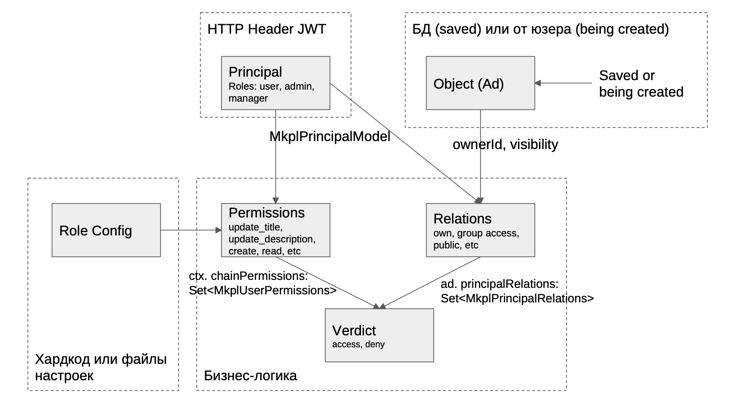 HTTP Header JWT
БД (saved) или от юзера (being created)
Principal
Roles: user, admin,
manager
Object (Ad)
Saved or
being created
MkplPrincipalModel
ownerId, visibility
Role Config
Permissions
update_title,
update_description,
create, read, etc
Relations
own, group access,
public, etc
ctx. chainPermissions:
Set<MkplUserPermissions>
ad. principalRelations:
Set<MkplPrincipalRelations>
Verdict
access, deny
Хардкод или файлы
настроек
Бизнес-логика